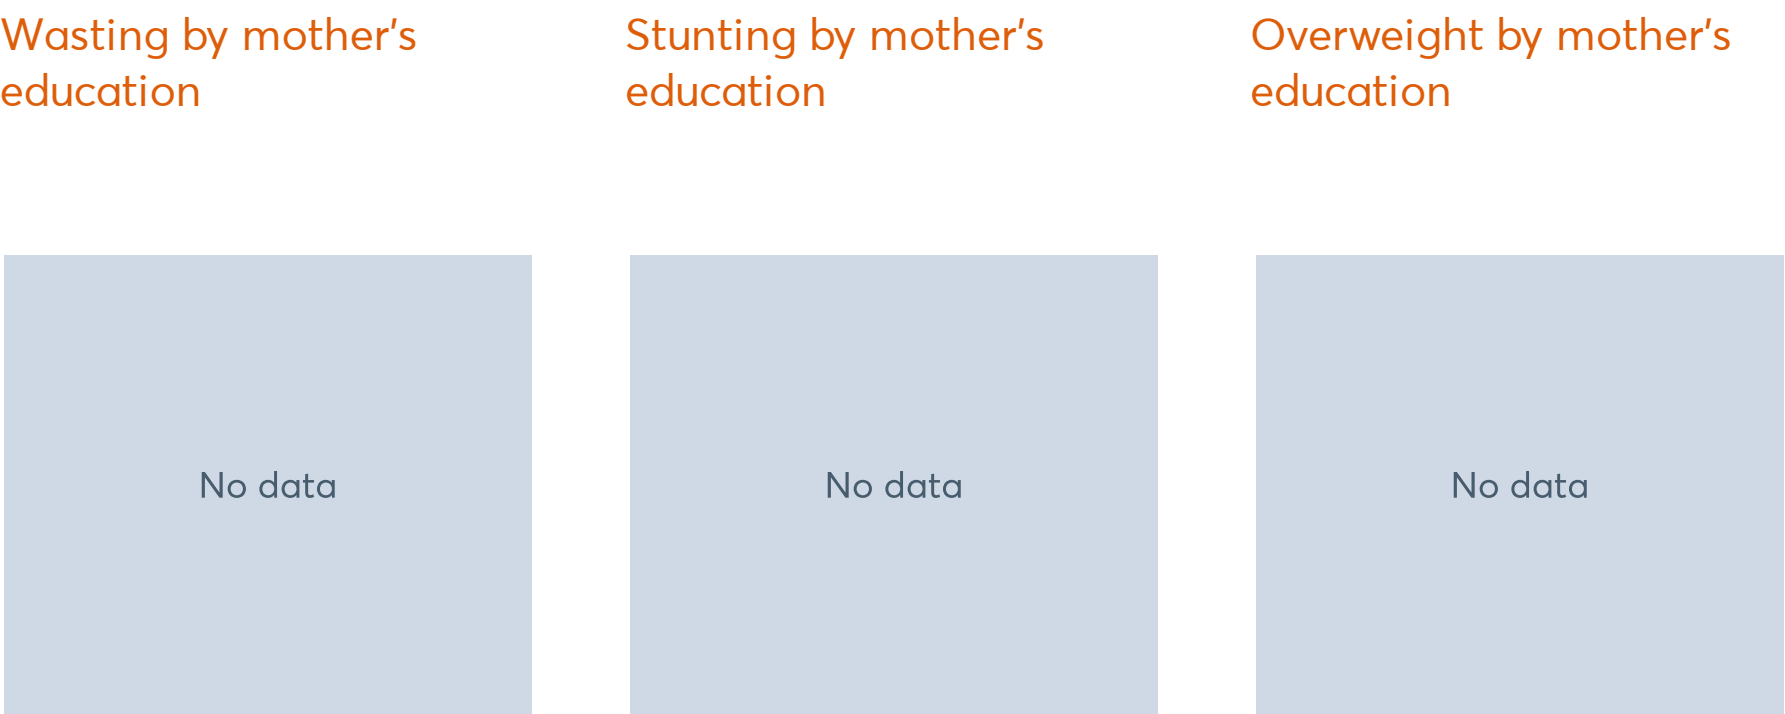 Wasting by mother's
education
Stunting by mother's
education
Overweight by mother's
education
No data
No data
No data